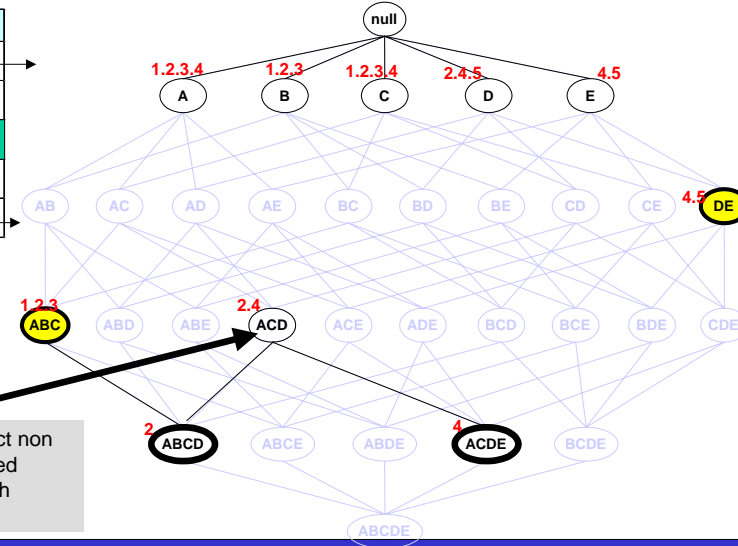 null
1.2.3.4 1.2.3 1.2.3.4 2.4.5 4.5
A B C D E
AB AC AD AE BC BD BE CD CE 4.5 DE
1.2.3 2.4
ABC ABD ABE ACD ACE ADE BCD BCE BDE CDE
2 ABCD ABCE ABDE 4 ACDE BCDE
ct non
ed
h
ABCDE